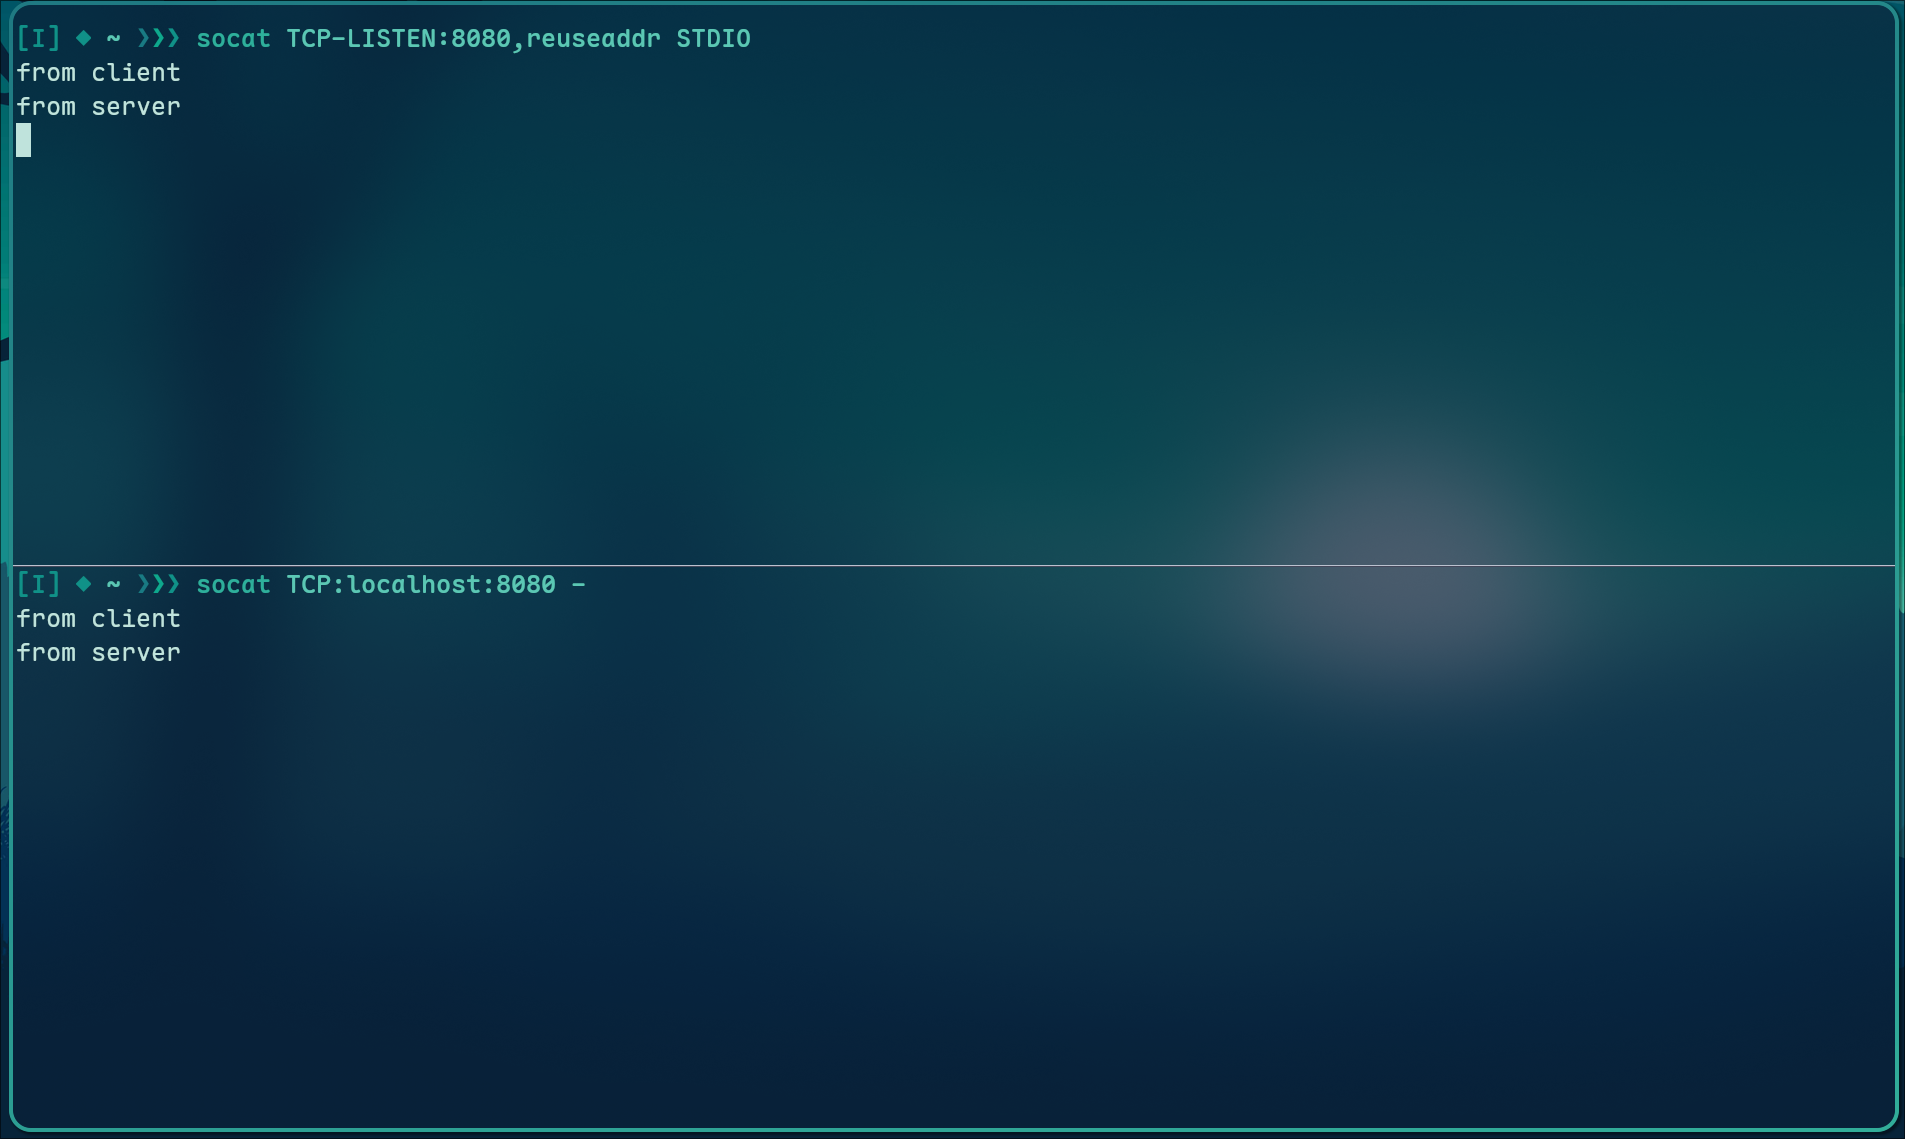 [I] ◆ ~ ❯❯❯ socat TCP-LISTEN:8080,reuseaddr STDIO
from client
from server
[I] ◆ ~ ❯❯❯ socat TCP:localhost:8080 -
from client
from server